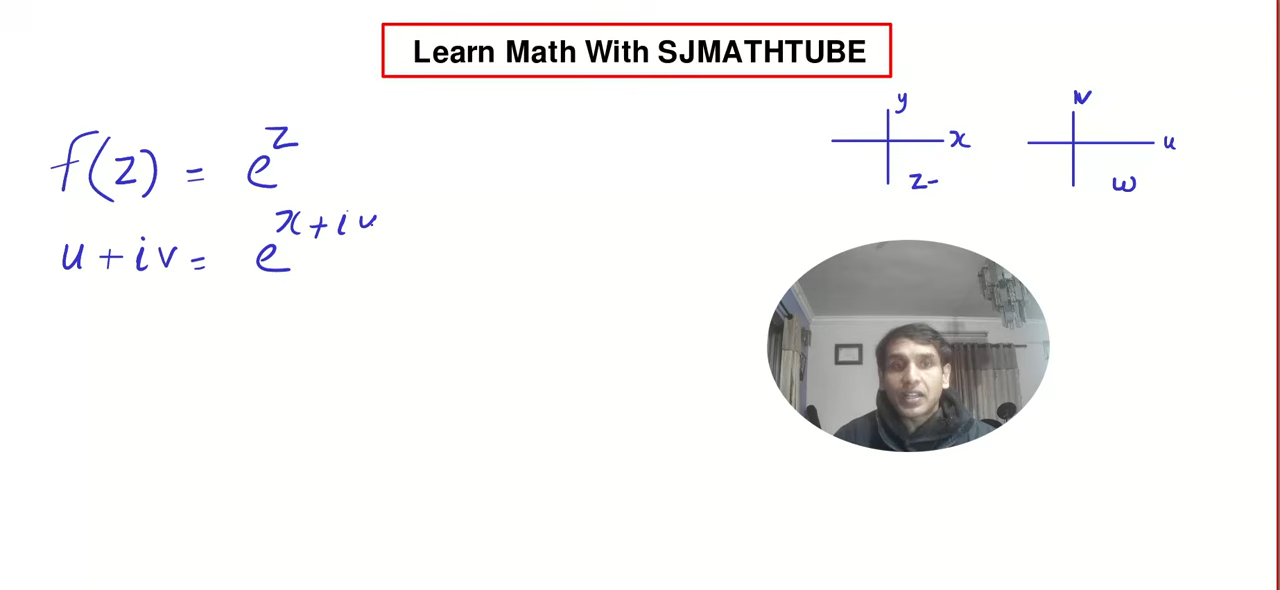 Learn Math With SJMATHTUBE
f(z) = e^z
u + iv = e^x+iv
y
x
z
v
u
w